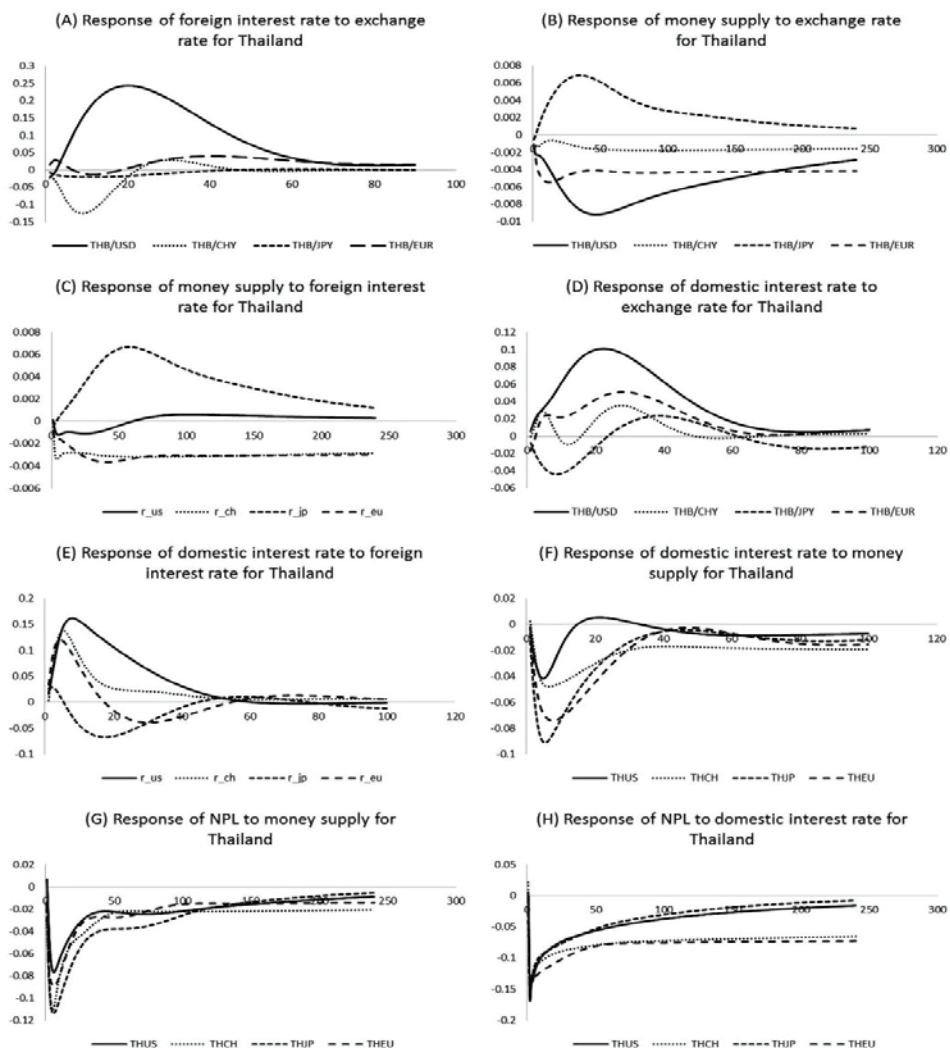 (A) Response of foreign interest rate to exchange
rate for Thailand
0.3
0.25
0.2
0.15
0.1
0.05
0
-0.05
-0.1
-0.15
0 20 40 60 80 100
THB/USD THB/CHY THB/JPY THB/EUR
(B) Response of money supply to exchange rate
for Thailand
0.008
0.006
0.004
0.002
0
-0.002
-0.004
-0.006
-0.008
-0.01
0 50 100 150 200 250 300
THB/USD THB/CHY THB/JPY THB/EUR
(C) Response of money supply to foreign interest
rate for Thailand
0.008
0.006
0.004
0.002
0
-0.002
-0.004
-0.006
0 50 100 150 200 250 300
r_us r_ch r_jp r_eu
(D) Response of domestic interest rate to
exchange rate for Thailand
0.12
0.1
0.08
0.06
0.04
0.02
0
-0.02
-0.04
-0.06
0 20 40 60 80 100 120
THB/USD THB/CHY THB/JPY THB/EUR
(E) Response of domestic interest rate to foreign
interest rate for Thailand
0.2
0.15
0.1
0.05
0
-0.05
-0.1
0 20 40 60 80 100 120
r_us r_ch r_jp r_eu
(F) Response of domestic interest rate to money
supply for Thailand
0.02
0
-0.02
-0.04
-0.06
-0.08
-0.1
0 20 40 60 80 100 120
THUS THCH THJP THEU
(G) Response of NPL to money supply for
Thailand
0.02
0
-0.02
-0.04
-0.06
-0.08
-0.1
-0.12
0 50 100 150 200 250 300
THUS THCH THJP THEU
(H) Response of NPL to domestic interest rate for
Thailand
0.05
0
-0.05
-0.1
-0.15
-0.2
0 50 100 150 200 250 300
THUS THCH THJP THEU